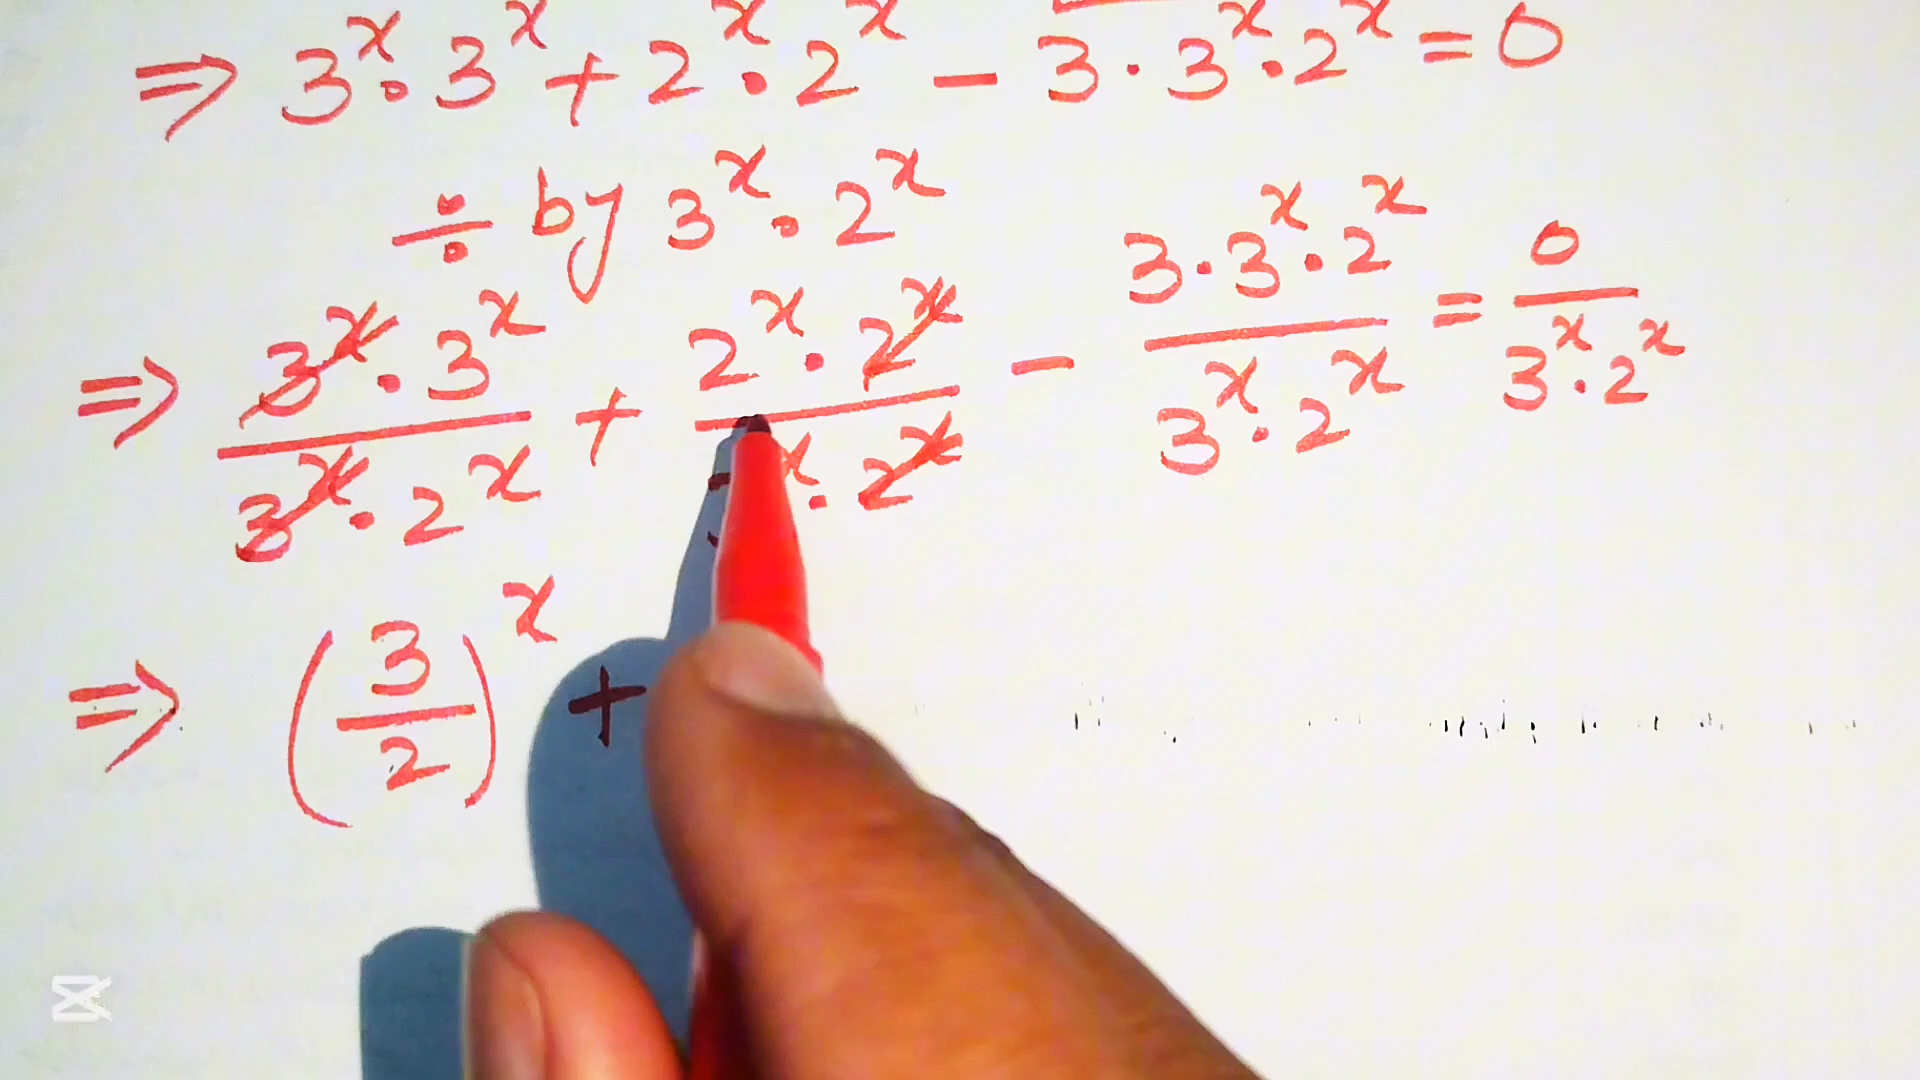 ⇒ 3^x · 3^x + 2^x · 2^x − 3 · 3^x · 2^x = 0
÷ by 3^x · 2^x
⇒ (3^x · 3^x)/(3^x · 2^x) + (2^x · 2^x)/( ^x · 2^x) − (3 · 3^x · 2^x)/(3^x · 2^x) = 0/(3^x · 2^x)
⇒ (3/2)^x +